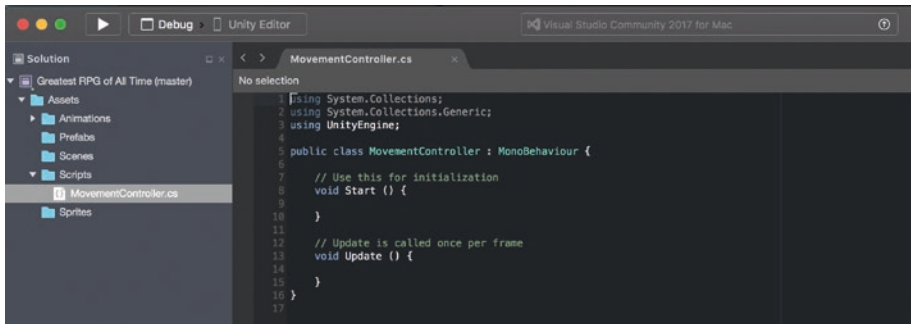 Debug
Unity Editor
Visual Studio Community 2017 for Mac
Solution
MovementController.cs
No selection
Greatest RPG of All Time (master)
Assets
Animations
Prefabs
Scenes
Scripts
MovementController.cs
Sprites
1 using System.Collections;
2 using System.Collections.Generic;
3 using UnityEngine;
4
5 public class MovementController : MonoBehaviour {
6
7 // Use this for initialization
8 void Start () {
9
10 }
11
12 // Update is called once per frame
13 void Update () {
14
15 }
16 }
17